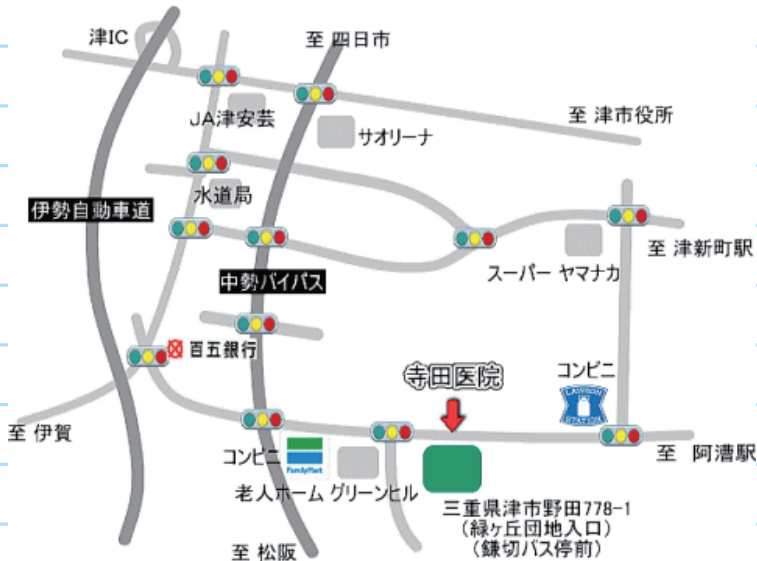 津IC
至 四日市
JA津安芸
サオリーナ
至 津市役所
水道局
伊勢自動車道
至 津新町駅
スーパー ヤマナカ
中勢バイパス
百五銀行
寺田医院
コンビニ
LAWSON
STATION
至 伊賀
コンビニ
FamilyMart
至 阿漕駅
老人ホーム グリーンヒル
三重県津市野田778-1
(緑ヶ丘団地入口)
(鎌切バス停前)
至 松阪